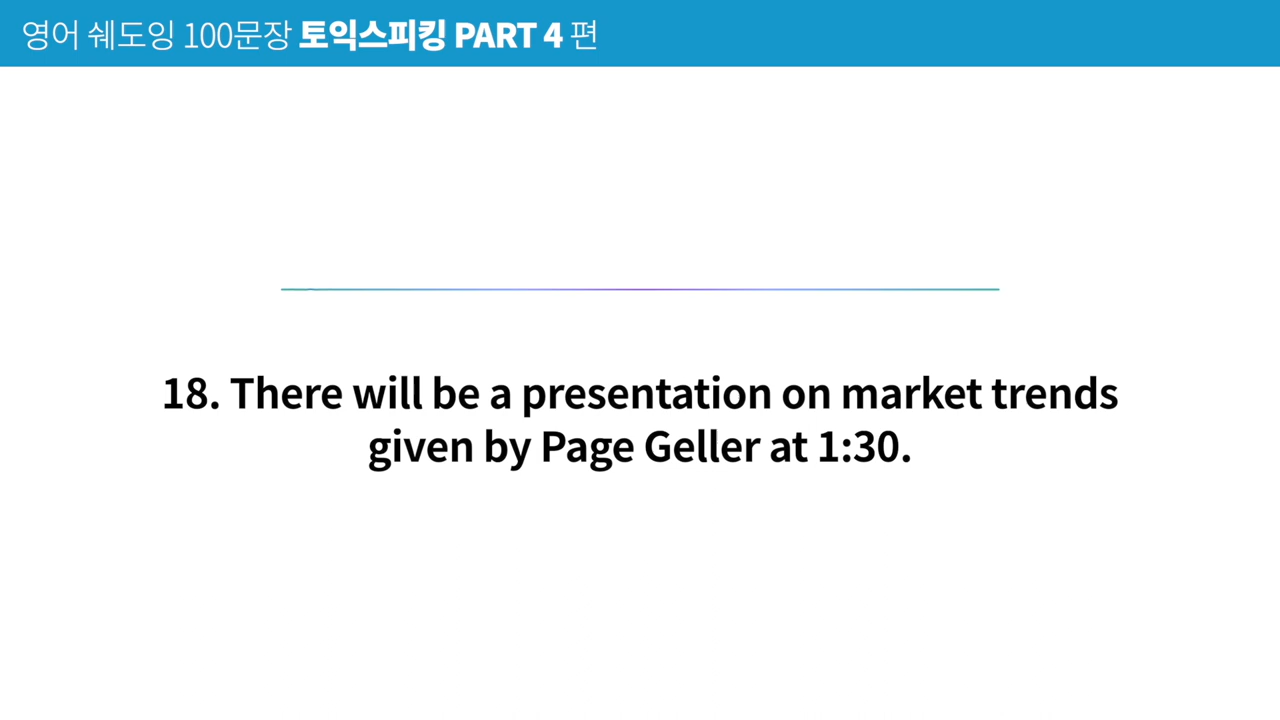 영어 쉐도잉 100문장 토익스피킹 PART 4 편
18. There will be a presentation on market trends
given by Page Geller at 1:30.